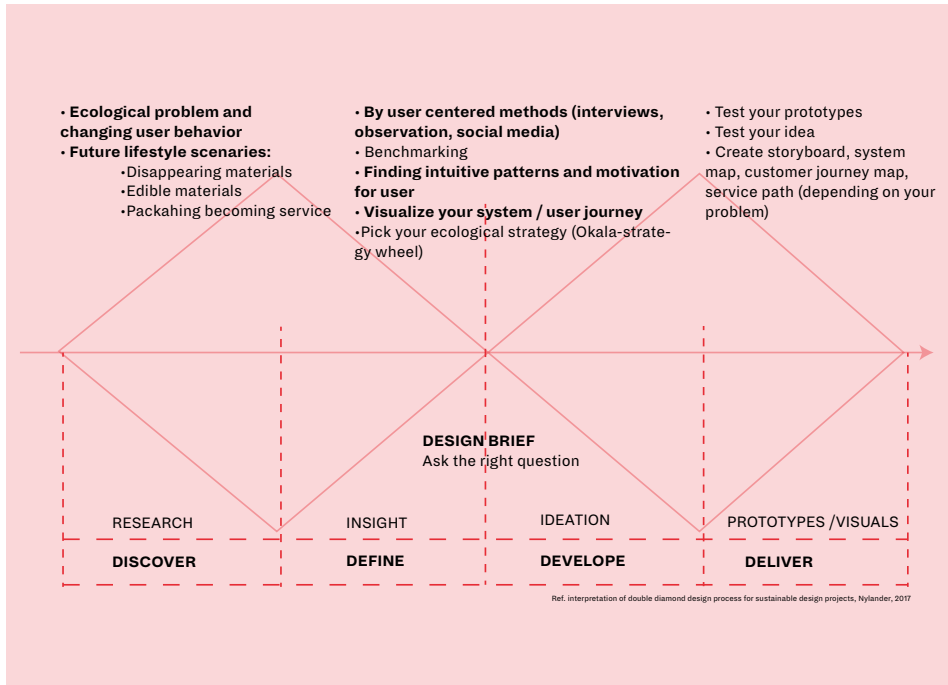 • Ecological problem and
changing user behavior
• Future lifestyle scenaries:
•Disappearing materials
•Edible materials
•Packahing becoming service
• By user centered methods (interviews,
observation, social media)
• Benchmarking
• Finding intuitive patterns and motivation
for user
• Visualize your system / user journey
•Pick your ecological strategy (Okala-strate-
gy wheel)
• Test your prototypes
• Test your idea
• Create storyboard, system
map, customer journey map,
service path (depending on your
problem)
DESIGN BRIEF
Ask the right question
RESEARCH
INSIGHT
IDEATION
PROTOTYPES /VISUALS
DISCOVER
DEFINE
DEVELOPE
DELIVER
Ref. interpretation of double diamond design process for sustainable design projects, Nylander, 2017